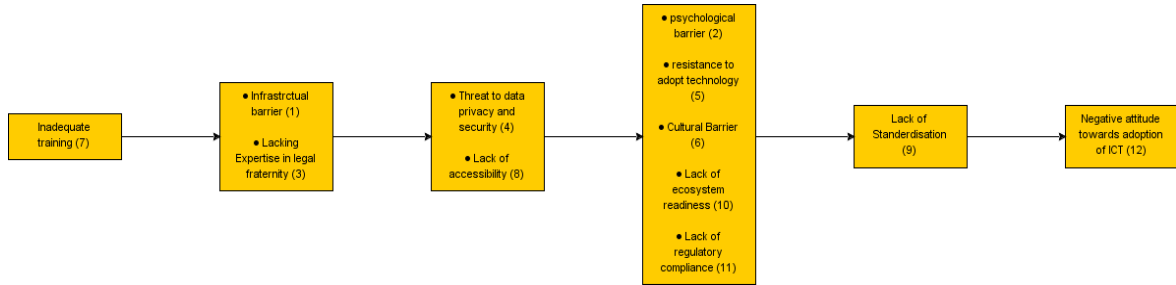 Inadequate
training (7)
● Infrastrctual
barrier (1)
● Lacking
Expertise in legal
fraternity (3)
● Threat to data
privacy and
security (4)
● Lack of
accessibility (8)
● psychological
barrier (2)
● resistance to
adopt technology
(5)
● Cultural Barrier
(6)
● Lack of
ecosystem
readiness (10)
● Lack of
regulatory
compliance (11)
Lack of
Standerdisation
(9)
Negative attitude
towards adoption
of ICT (12)